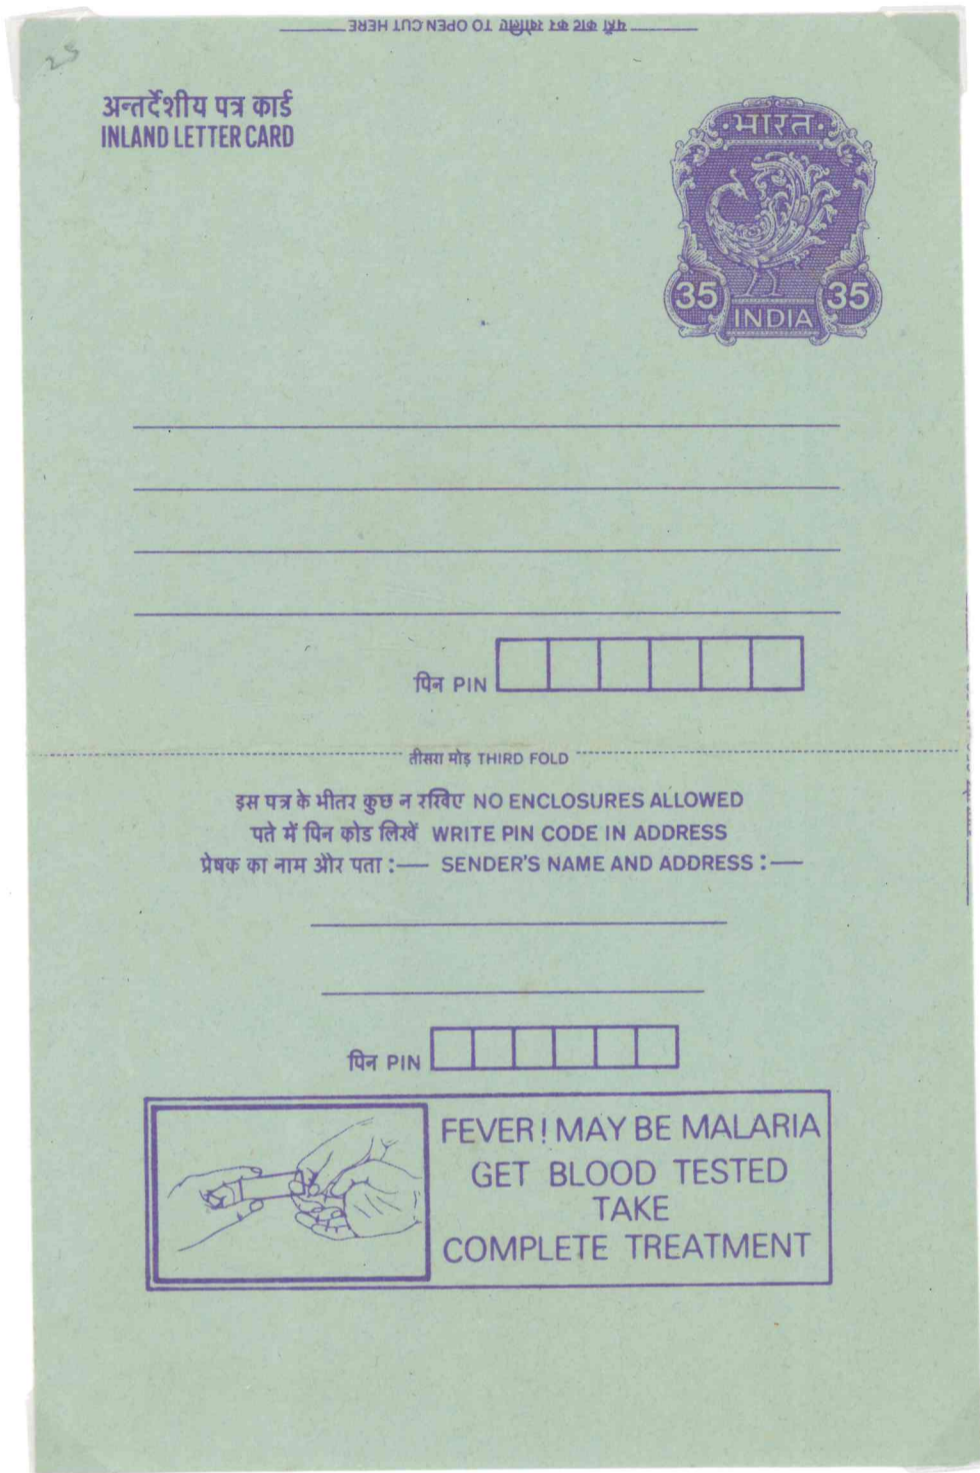 25
यहाँ काट कर खोलिए TO OPEN CUT HERE
अन्तर्देशीय पत्र कार्ड
INLAND LETTER CARD
भारत
35 35
INDIA
पिन PIN
तीसरा मोड़ THIRD FOLD
इस पत्र के भीतर कुछ न रखिए NO ENCLOSURES ALLOWED
पते में पिन कोड लिखें WRITE PIN CODE IN ADDRESS
प्रेषक का नाम और पता :— SENDER'S NAME AND ADDRESS :—
पिन PIN
FEVER! MAY BE MALARIA
GET BLOOD TESTED
TAKE
COMPLETE TREATMENT